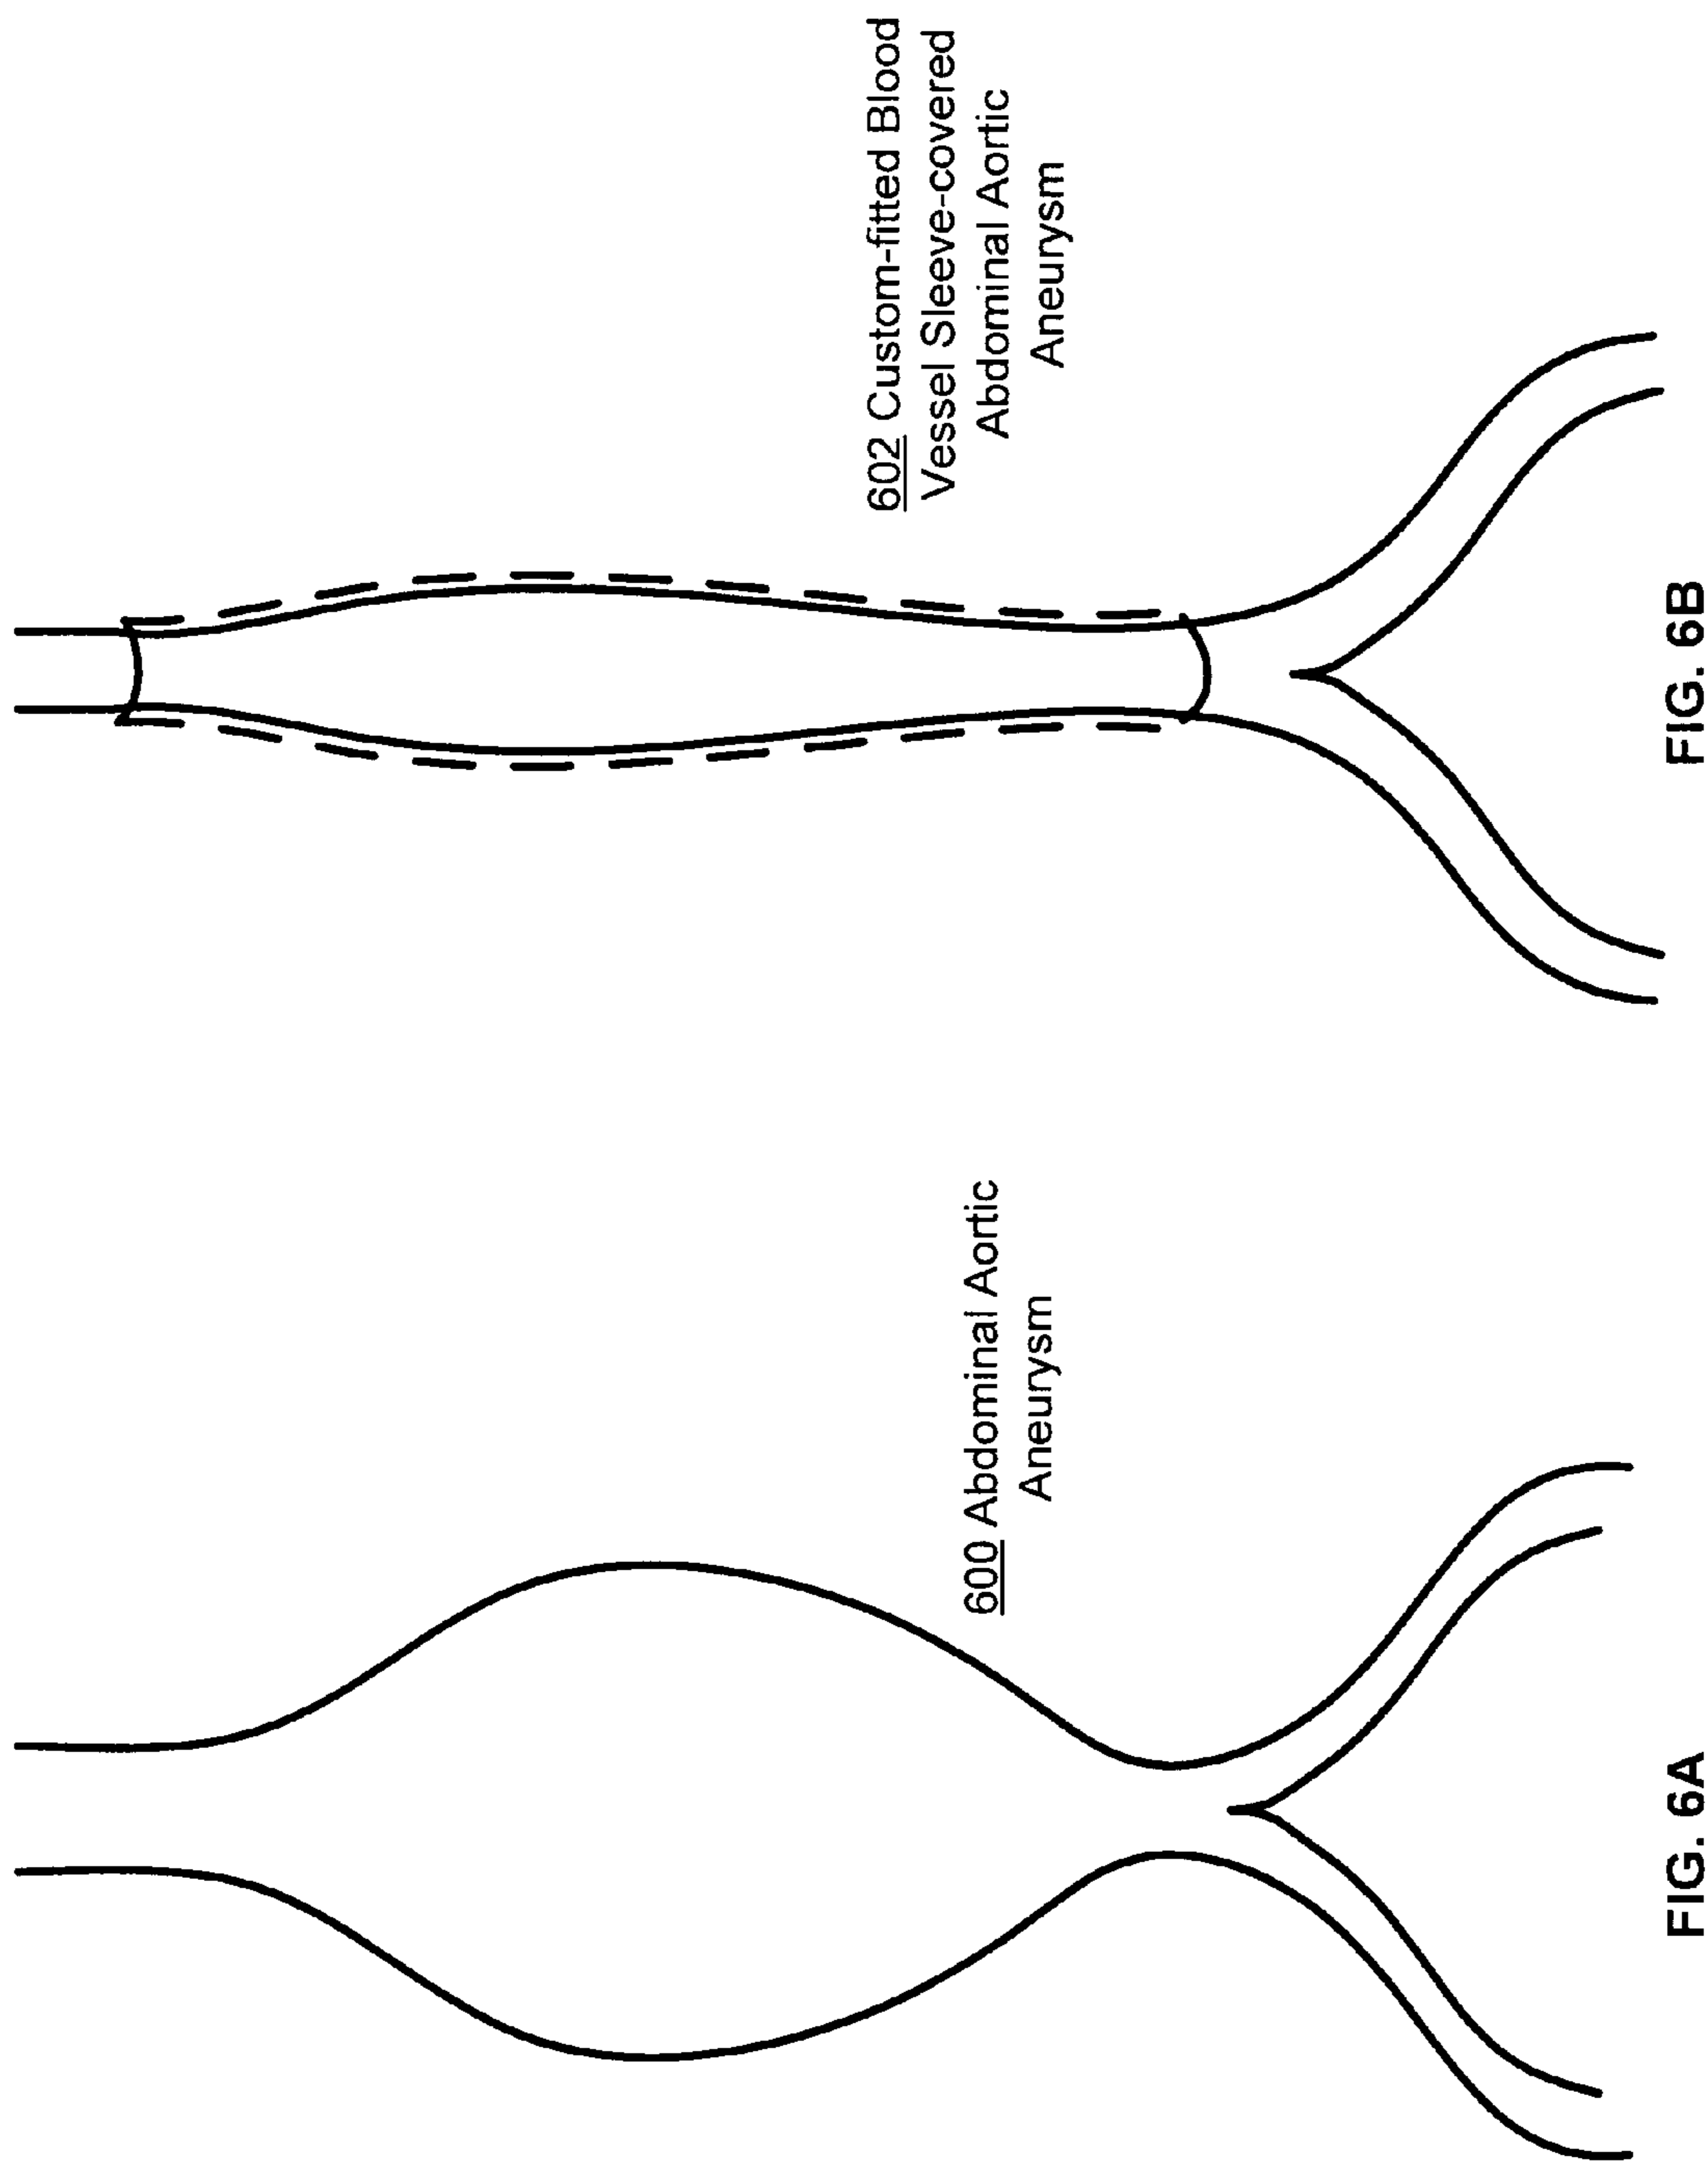 600 Abdominal Aortic
Aneurysm
FIG. 6A
602 Custom-fitted Blood
Vessel Sleeve-covered
Abdominal Aortic
Aneurysm
FIG. 6B